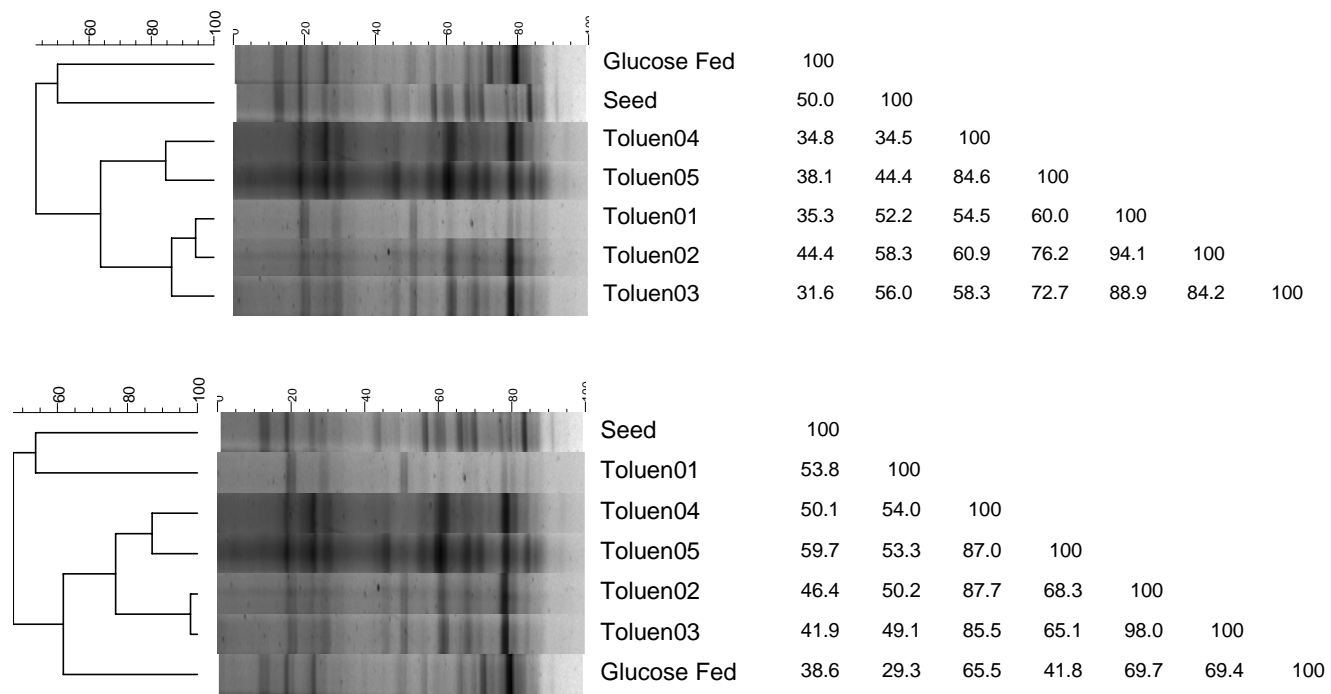 60 80 100 0 20 40 60 80 100
Glucose Fed 100
Seed 50.0 100
Toluen04 34.8 34.5 100
Toluen05 38.1 44.4 84.6 100
Toluen01 35.3 52.2 54.5 60.0 100
Toluen02 44.4 58.3 60.9 76.2 94.1 100
Toluen03 31.6 56.0 58.3 72.7 88.9 84.2 100
60 80 100 0 20 40 60 80 100
Seed 100
Toluen01 53.8 100
Toluen04 50.1 54.0 100
Toluen05 59.7 53.3 87.0 100
Toluen02 46.4 50.2 87.7 68.3 100
Toluen03 41.9 49.1 85.5 65.1 98.0 100
Glucose Fed 38.6 29.3 65.5 41.8 69.7 69.4 100